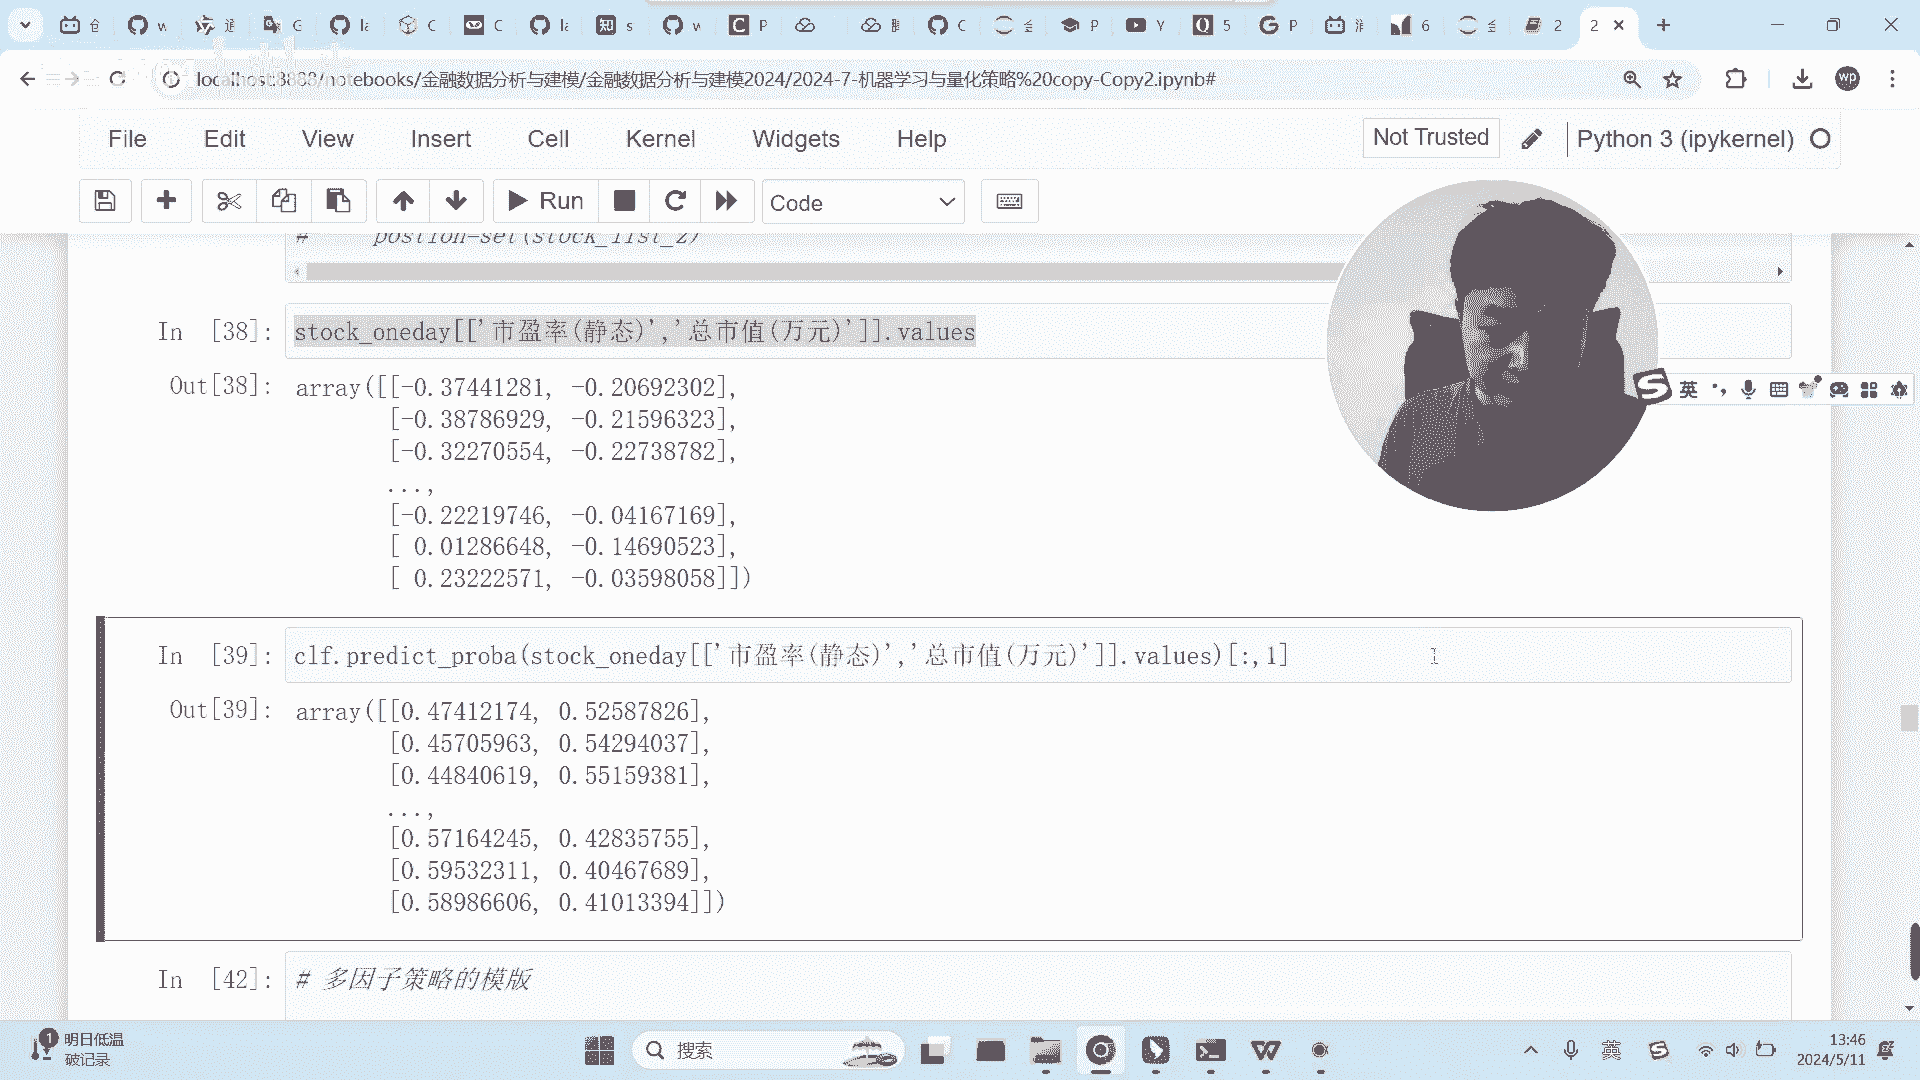 localhost:8888/notebooks/金融数据分析与建模/金融数据分析与建模2024/2024-7-机器学习与量化策略%20copy-Copy2.ipynb#
File Edit View Insert Cell Kernel Widgets Help
Not Trusted
Python 3 (ipykernel)
Run
Code
# postion=set(stock_list_2)
In [38]: stock_oneday[['市盈率(静态)','总市值(万元)']].values
Out[38]: array([[-0.37441281, -0.20692302],
[-0.38786929, -0.21596323],
[-0.32270554, -0.22738782],
...,
[-0.22219746, -0.04167169],
[ 0.01286648, -0.14690523],
[ 0.23222571, -0.03598058]])
英
In [39]: clf.predict_proba(stock_oneday[['市盈率(静态)','总市值(万元)']].values)[:,1]
Out[39]: array([[0.47412174, 0.52587826],
[0.45705963, 0.54294037],
[0.44840619, 0.55159381],
...,
[0.57164245, 0.42835755],
[0.59532311, 0.40467689],
[0.58986606, 0.41013394]])
In [42]: # 多因子策略的模版
1
明日低温
破记录
搜索
英
13:46
2024/5/11